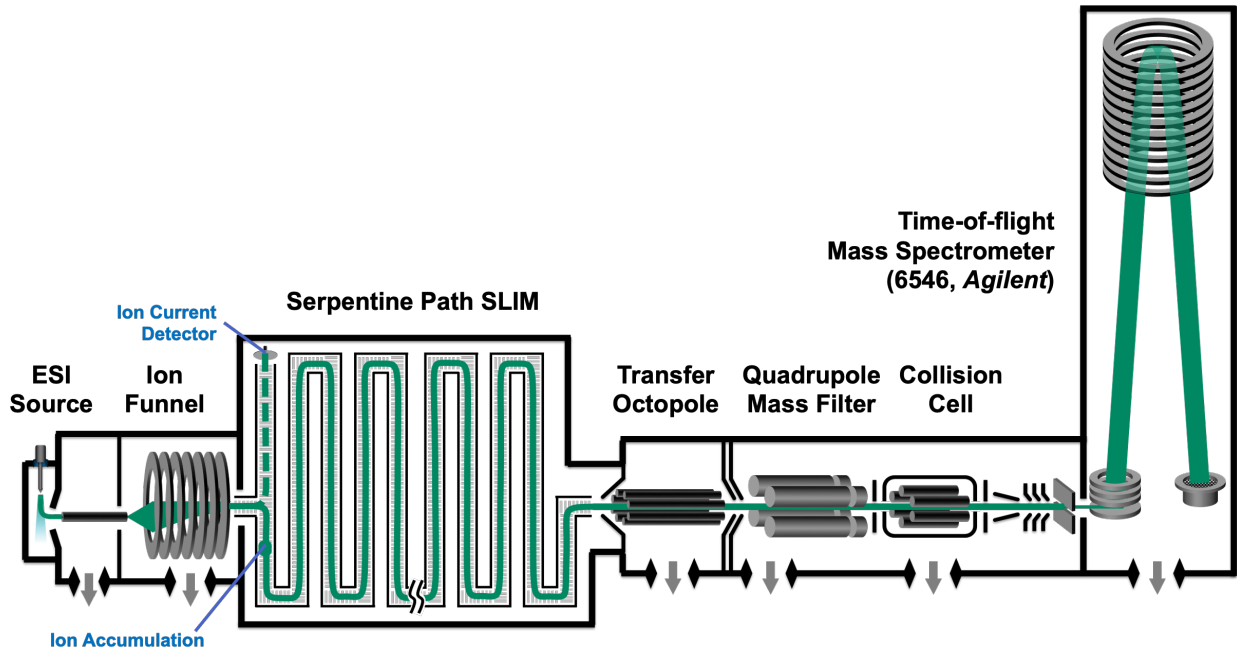 Time-of-flight
Mass Spectrometer
(6546, Agilent)
Serpentine Path SLIM
Ion Current
Detector
ESI
Source
Ion
Funnel
Transfer
Octopole
Quadrupole
Mass Filter
Collision
Cell
Ion Accumulation